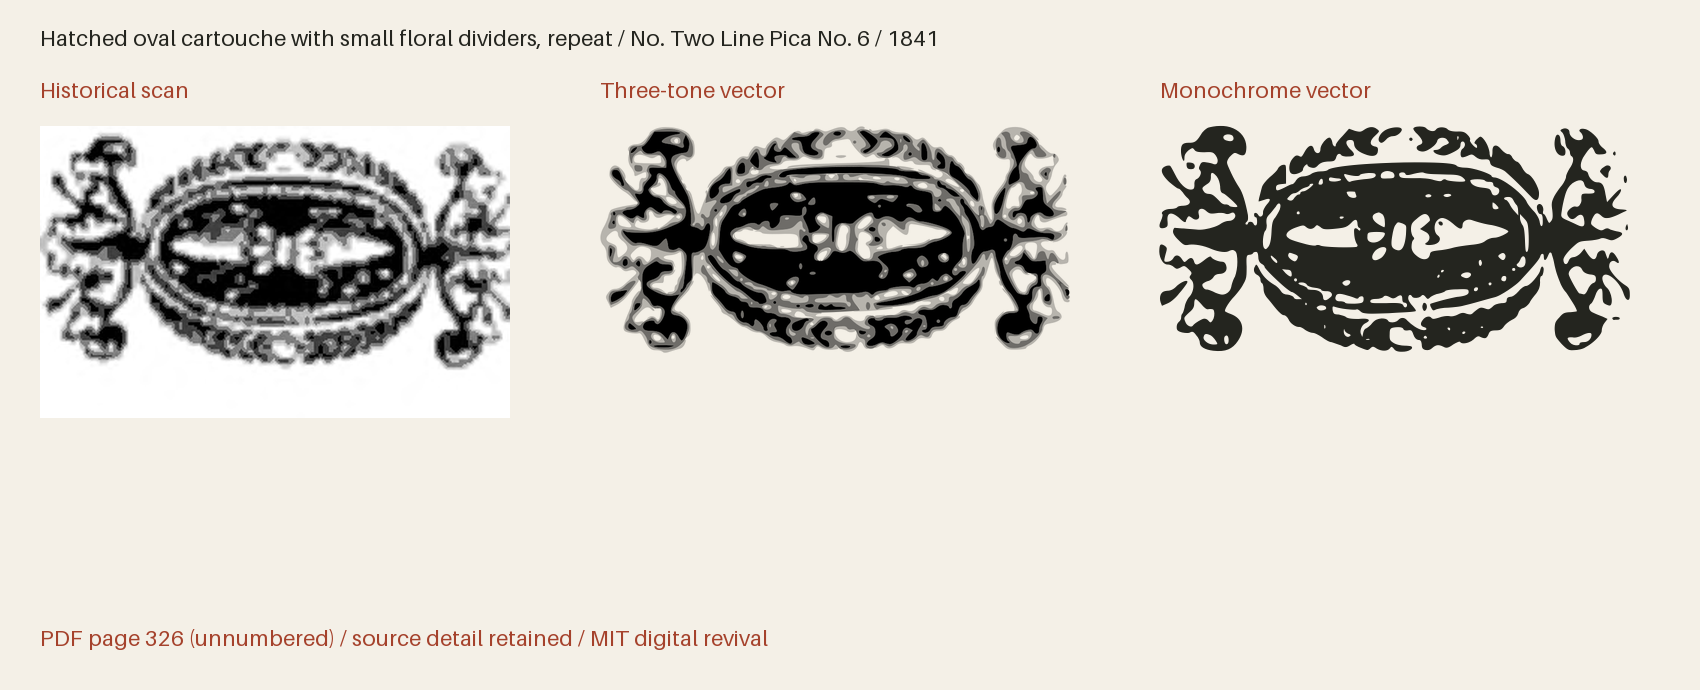 Hatched oval cartouche with small floral dividers, repeat / No. Two Line Pica No. 6 / 1841
Historical scan
Three-tone vector
Monochrome vector
PDF page 326 (unnumbered) / source detail retained / MIT digital revival